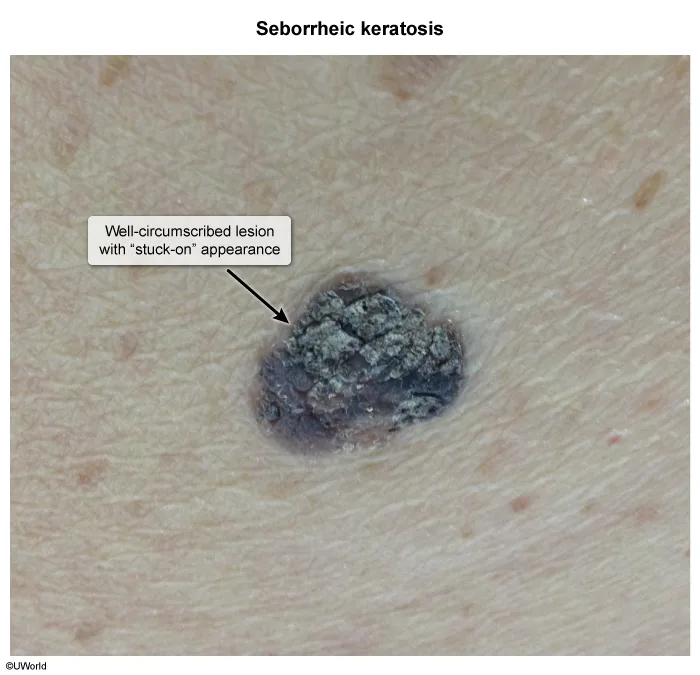 Seborrheic keratosis
Well-circumscribed lesion
with “stuck-on” appearance
©UWorld